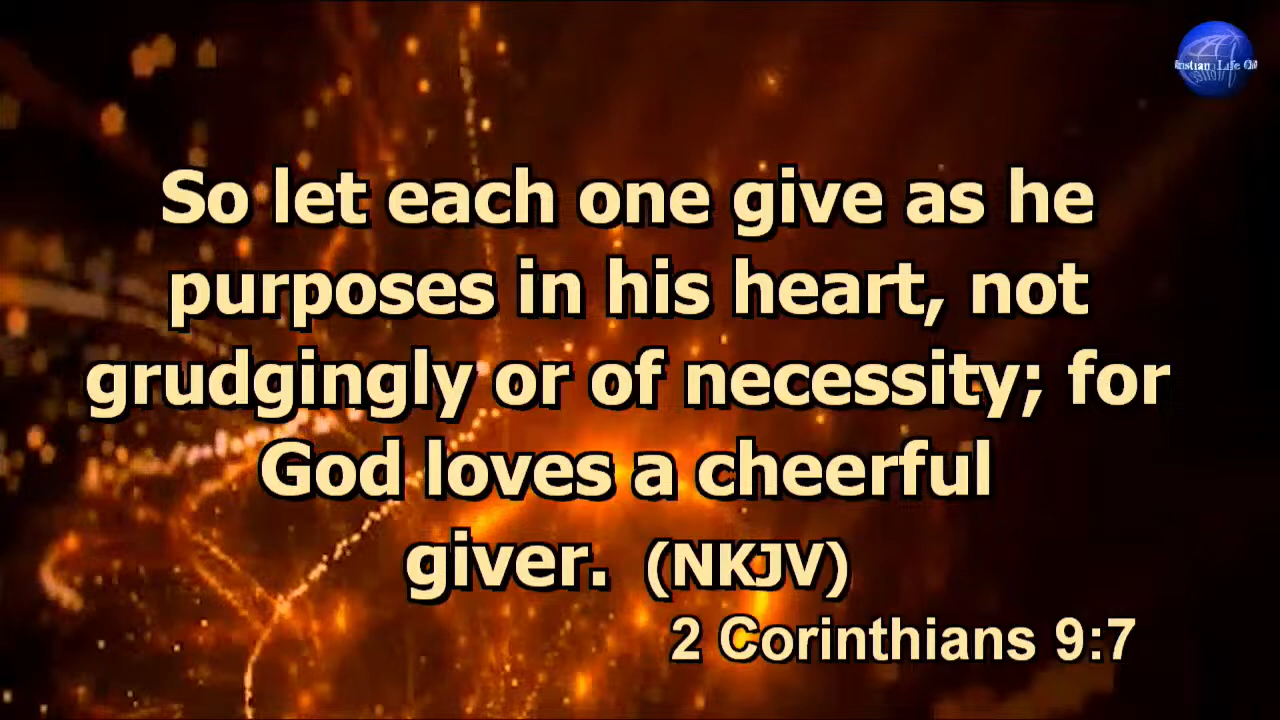 So let each one give as he
purposes in his heart, not
grudgingly or of necessity; for
God loves a cheerful
giver. (NKJV)
2 Corinthians 9:7
Life